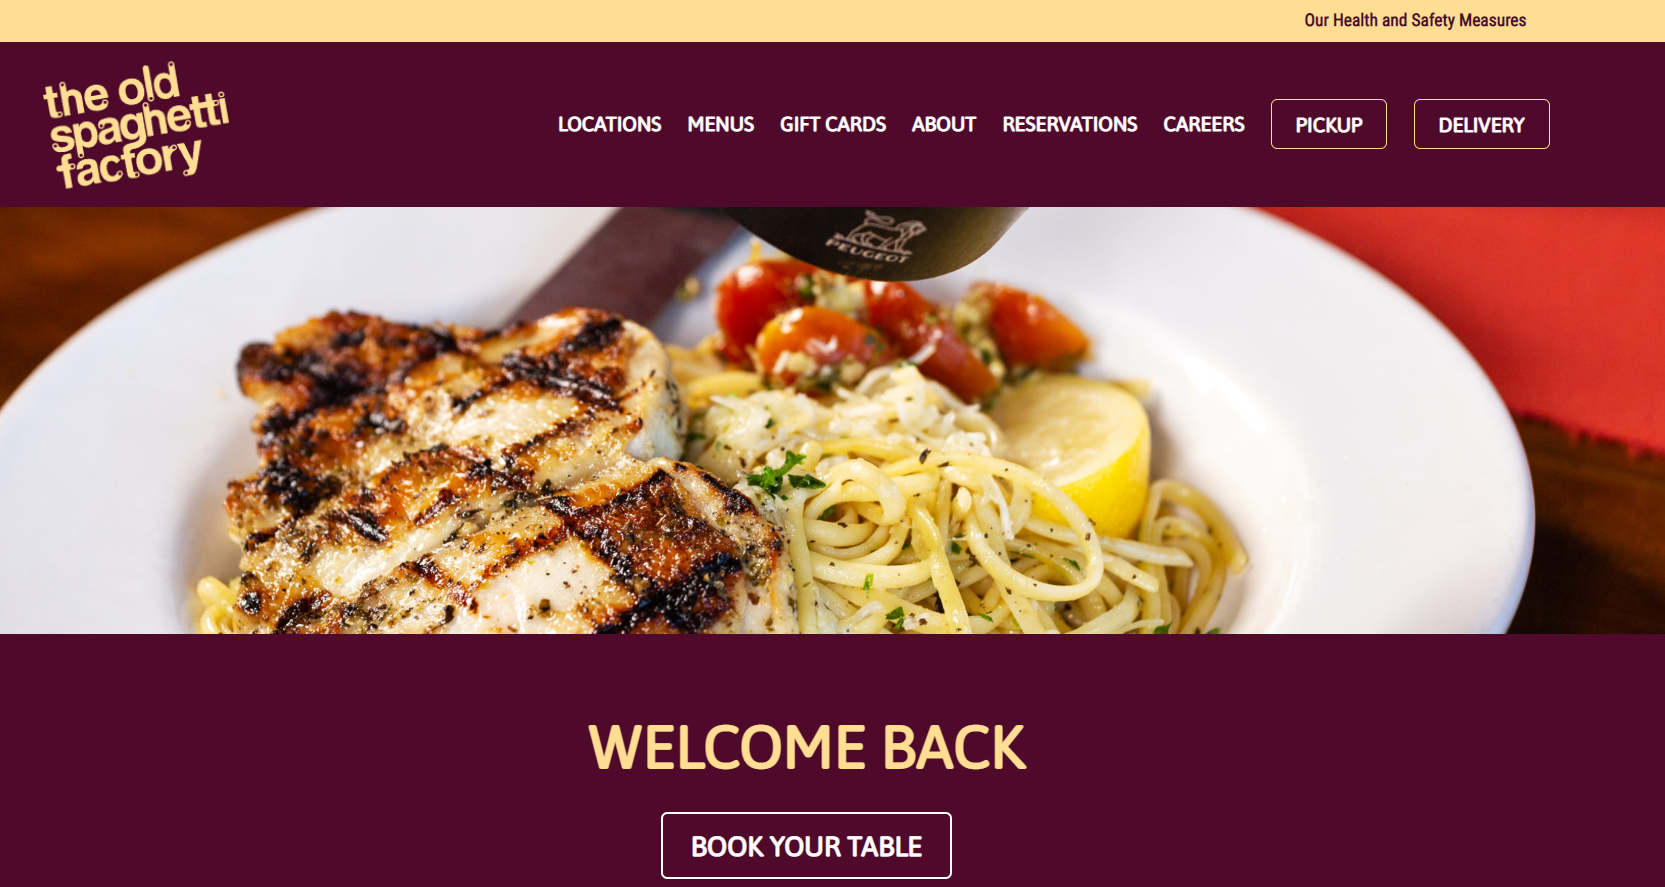 Our Health and Safety Measures
the old
spaghetti
factory
LOCATIONS MENUS GIFT CARDS ABOUT RESERVATIONS CAREERS PICKUP DELIVERY
PEUGEOT
WELCOME BACK
BOOK YOUR TABLE